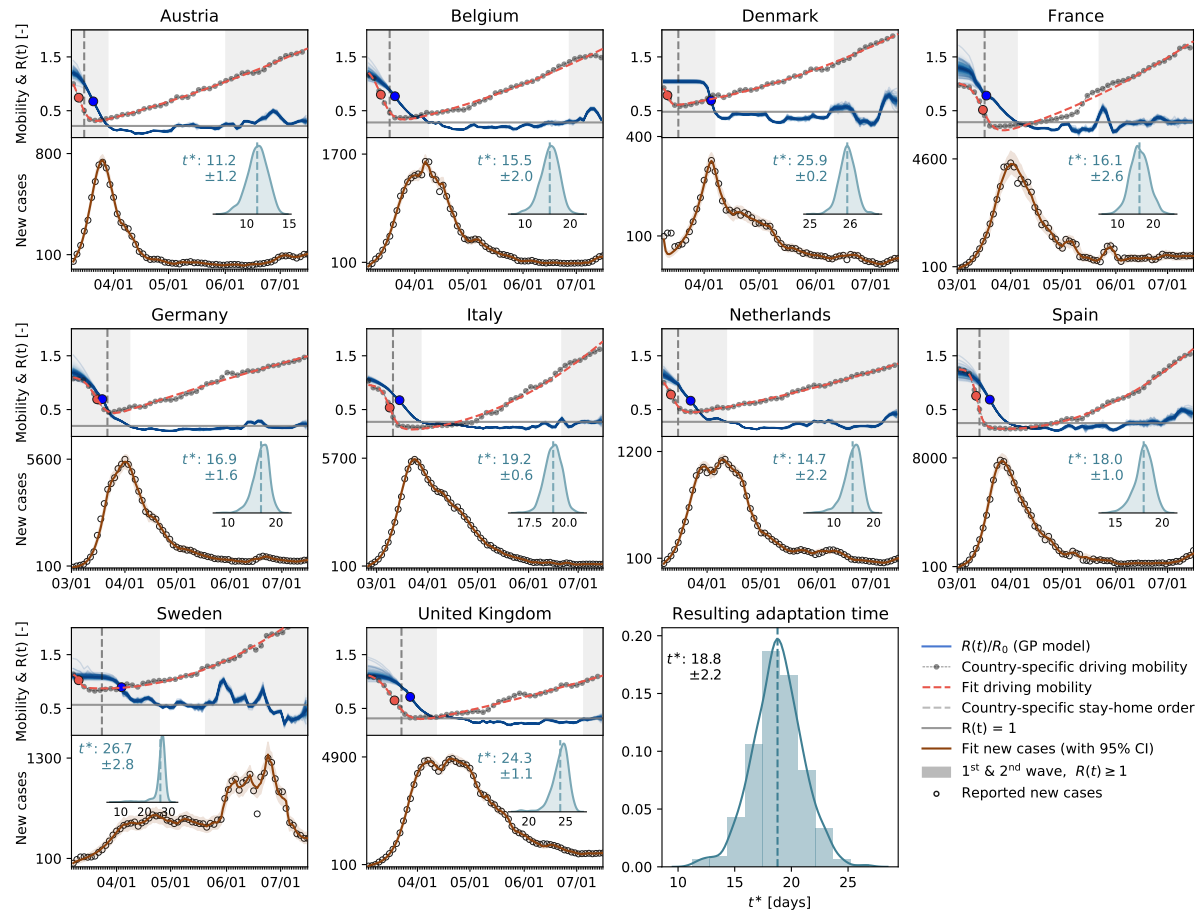 Austria
Belgium
Denmark
France
Mobility & R(t) [-]
1.5
0.5
1.5
0.5
1.5
0.5
1.5
0.5
New cases
800
100
t*: 11.2
±1.2
10 15
04/01 05/01 06/01 07/01
1700
100
t*: 15.5
±2.0
10 20
04/01 05/01 06/01 07/01
400
100
t*: 25.9
±0.2
25 26
04/01 05/01 06/01 07/01
4600
100
t*: 16.1
±2.6
10 20
03/01 04/01 05/01 06/01 07/01
Germany
Italy
Netherlands
Spain
Mobility & R(t) [-]
1.5
0.5
1.5
0.5
1.5
0.5
1.5
0.5
New cases
5600
100
t*: 16.9
±1.6
10 20
03/01 04/01 05/01 06/01 07/01
5700
100
t*: 19.2
±0.6
17.5 20.0
03/01 04/01 05/01 06/01 07/01
1200
100
t*: 14.7
±2.2
10 20
04/01 05/01 06/01 07/01
8000
100
t*: 18.0
±1.0
15 20
03/01 04/01 05/01 06/01 07/01
Sweden
United Kingdom
Resulting adaptation time
Mobility & R(t) [-]
1.5
0.5
1.5
0.5
New cases
1300
100
t*: 26.7
±2.8
10 20 30
04/01 05/01 06/01 07/01
4900
100
t*: 24.3
±1.1
20 25
04/01 05/01 06/01 07/01
0.20
0.15
0.10
0.05
0.00
t*: 18.8
±2.2
10 15 20 25
t* [days]
R(t)/R₀ (GP model)
Country-specific driving mobility
Fit driving mobility
Country-specific stay-home order
R(t) = 1
Fit new cases (with 95% CI)
1st & 2nd wave, R(t) ≥ 1
Reported new cases